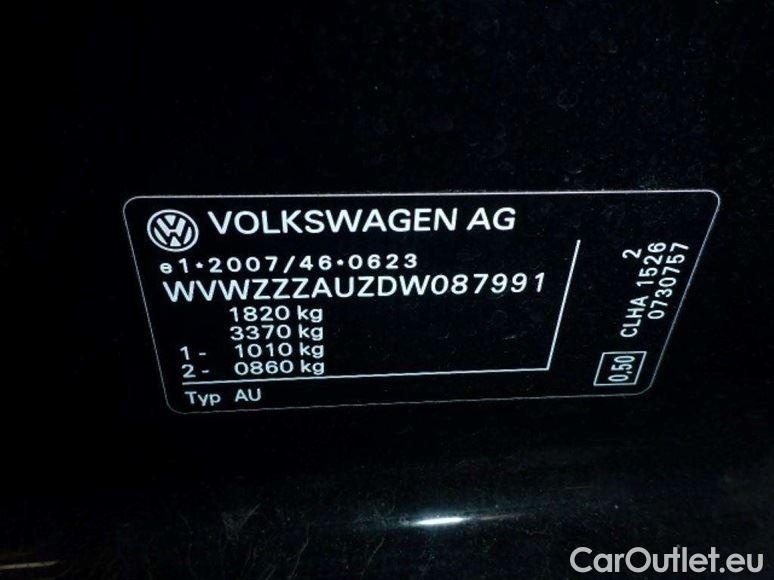 VOLKSWAGEN AG
e1*2007/46*0623
WVWZZZAUZDW087991
1820 kg
3370 kg
1 - 1010 kg
2 - 0860 kg
Typ AU
2
CLHA 1526
0730757
0,50
CarOutlet.eu